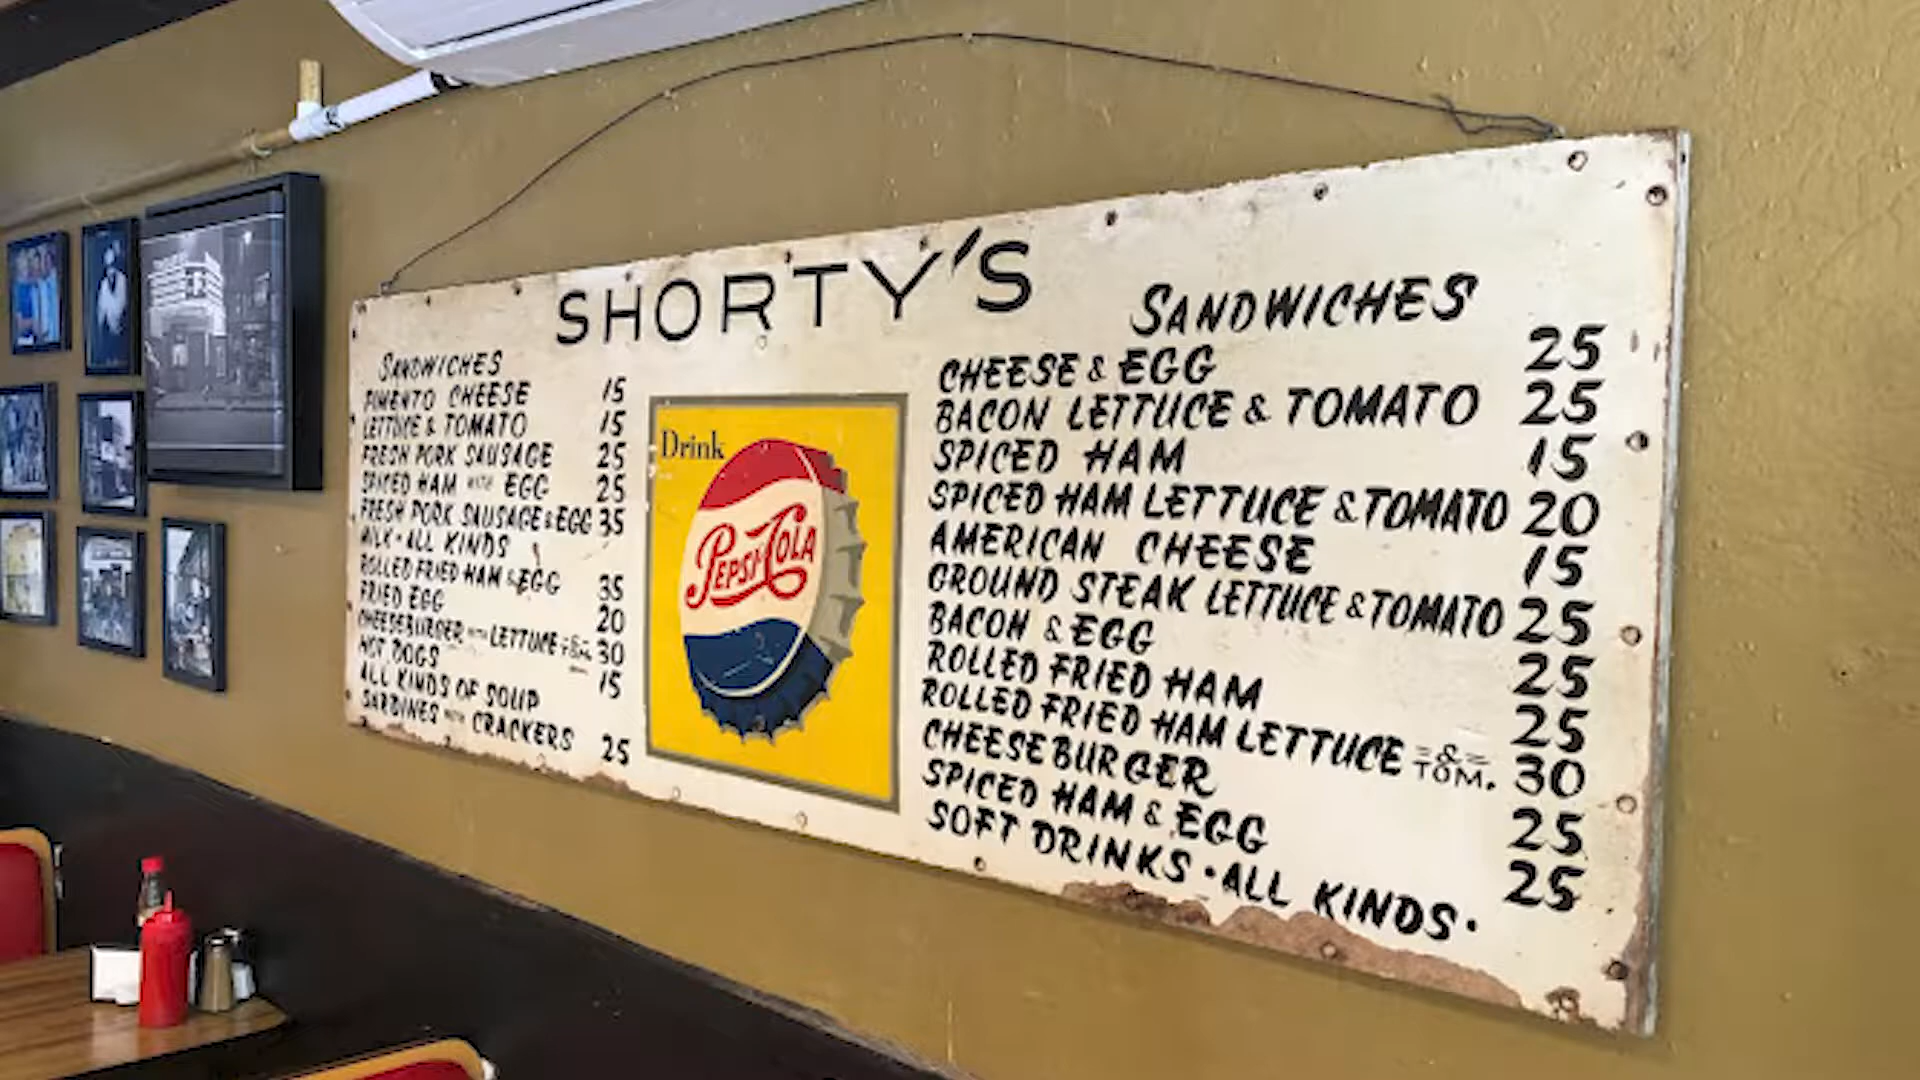 SHORTY'S
SANDWICHES
PIMENTO CHEESE 15
LETTUCE & TOMATO 15
FRESH PORK SAUSAGE 25
SPICED HAM WITH EGG 25
FRESH PORK SAUSAGE & EGG 35
MILK - ALL KINDS
ROLLED FRIED HAM & EGG 35
FRIED EGG 20
CHEESEBURGER WITH LETTUCE & TOM. 30
HOT DOGS 15
ALL KINDS OF SOUP
SARDINES WITH CRACKERS 25
Drink
PEPSI-COLA
SANDWICHES
CHEESE & EGG 25
BACON LETTUCE & TOMATO 25
SPICED HAM 15
SPICED HAM LETTUCE & TOMATO 20
AMERICAN CHEESE 15
GROUND STEAK LETTUCE & TOMATO 25
BACON & EGG 25
ROLLED FRIED HAM 25
ROLLED FRIED HAM LETTUCE =&= TOM. 30
CHEESEBURGER 25
SPICED HAM & EGG 25
SOFT DRINKS • ALL KINDS •